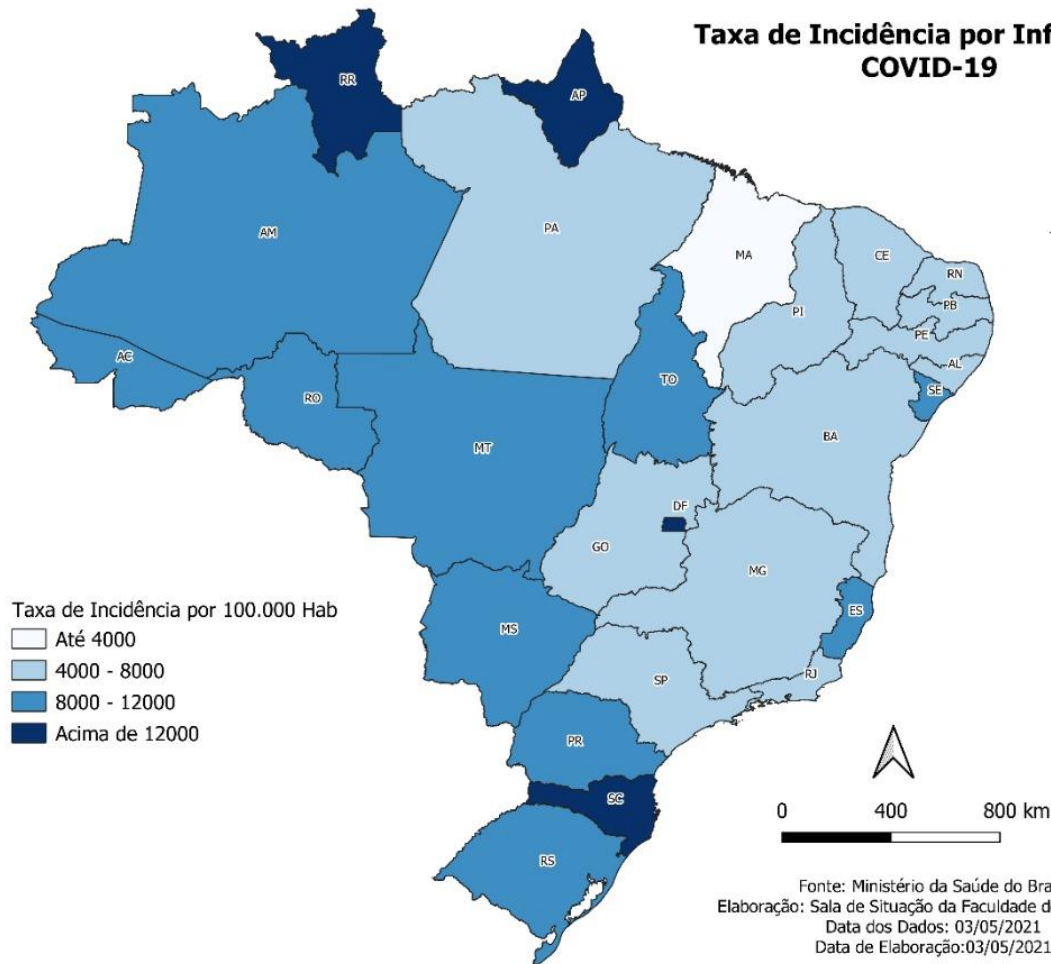 Taxa de Incidência por Inf
COVID-19
RR
AP
AM
PA
MA
CE
RN
PB
PI
PE
AL
SE
AC
RO
TO
MT
BA
DF
GO
MG
ES
MS
SP
RJ
PR
SC
RS
Taxa de Incidência por 100.000 Hab
Até 4000
4000 - 8000
8000 - 12000
Acima de 12000
0 400 800 km
Fonte: Ministério da Saúde do Bra
Elaboração: Sala de Situação da Faculdade d
Data dos Dados: 03/05/2021
Data de Elaboração:03/05/2021